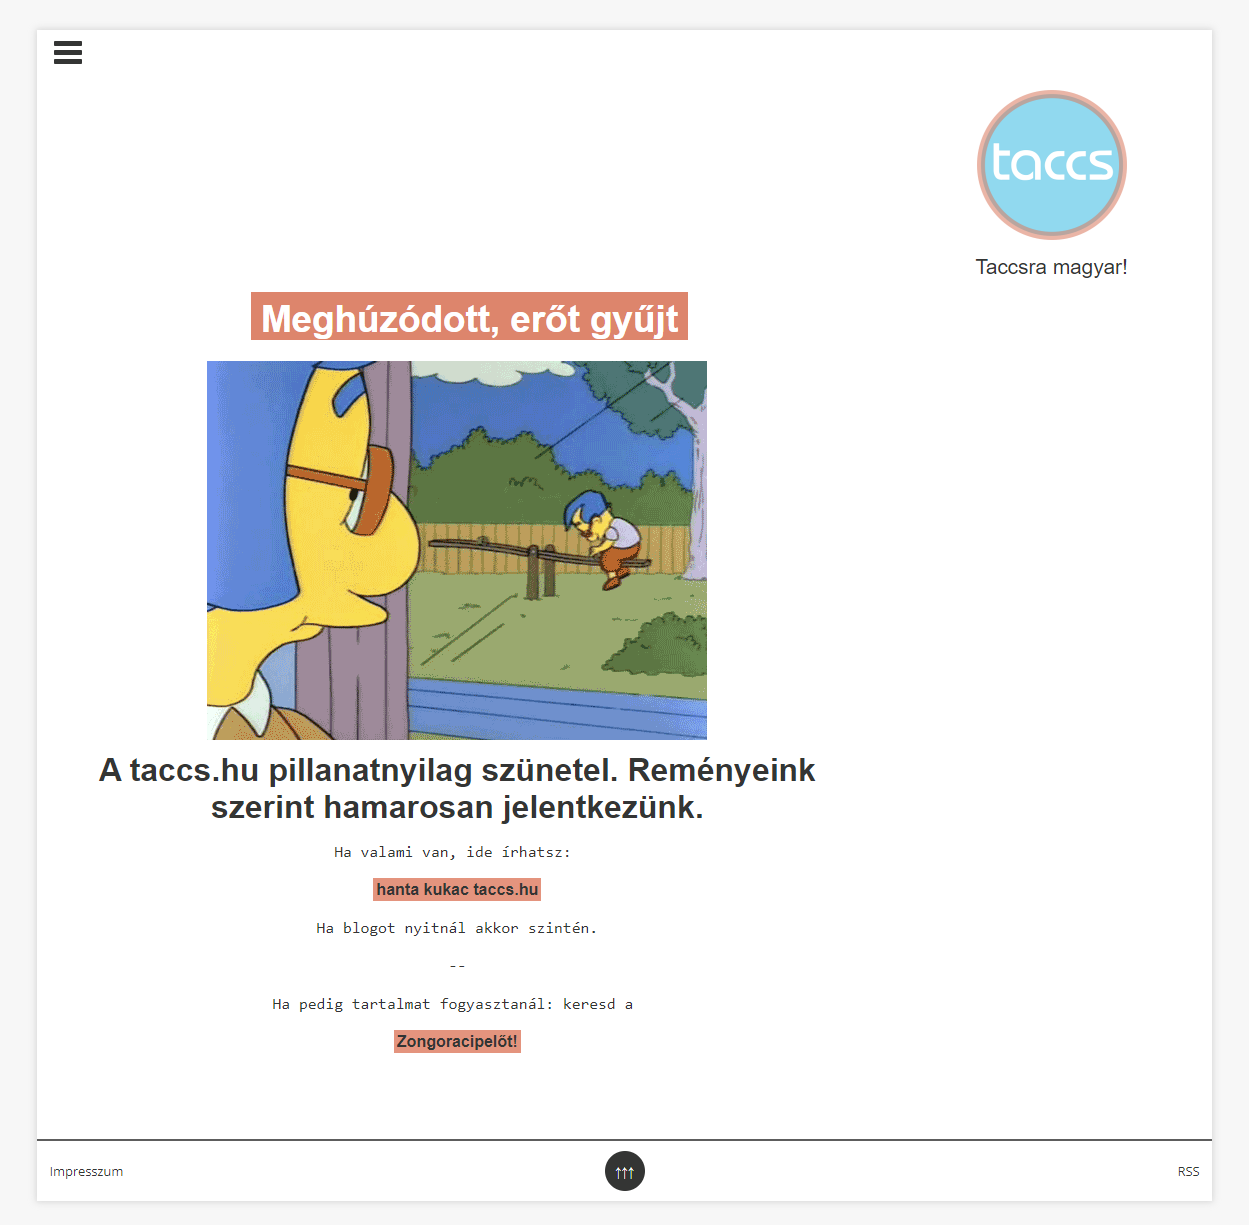 taccs
Taccsra magyar!
Meghúzódott, erőt gyűjt
A taccs.hu pillanatnyilag szünetel. Reményeink
szerint hamarosan jelentkezünk.
Ha valami van, ide írhatsz:
hanta kukac taccs.hu
Ha blogot nyitnál akkor szintén.
--
Ha pedig tartalmat fogyasztanál: keresd a
Zongoracipelőt!
Impresszum
↑↑↑
RSS